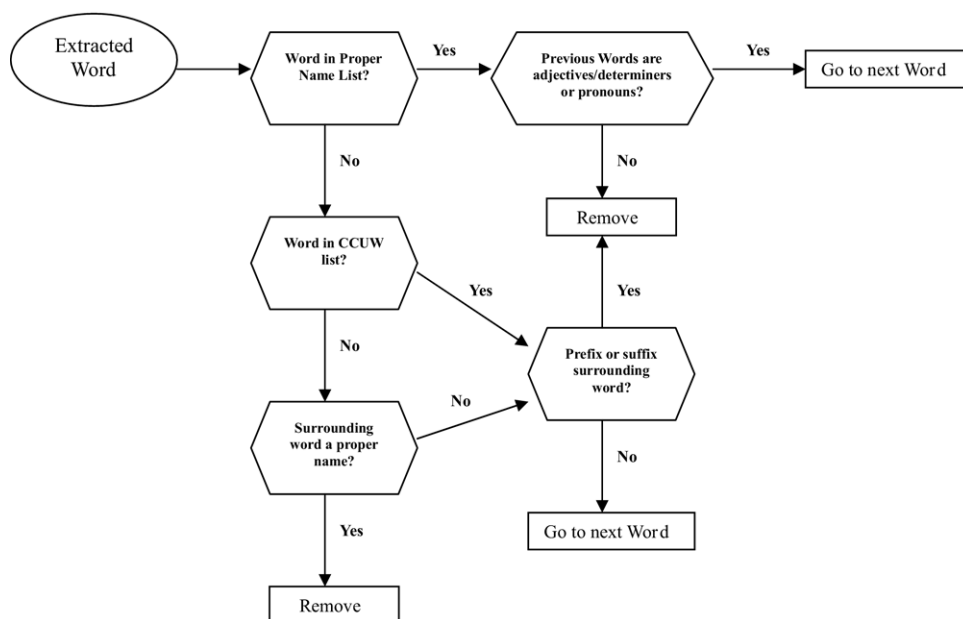 Extracted
Word
Word in Proper
Name List?
Yes
Previous Words are
adjectives/determiners
or pronouns?
Yes
Go to next Word
No
No
Remove
Word in CCUW
list?
Yes
Yes
No
Prefix or suffix
surrounding
word?
No
Surrounding
word a proper
name?
No
Go to next Word
Yes
Remove